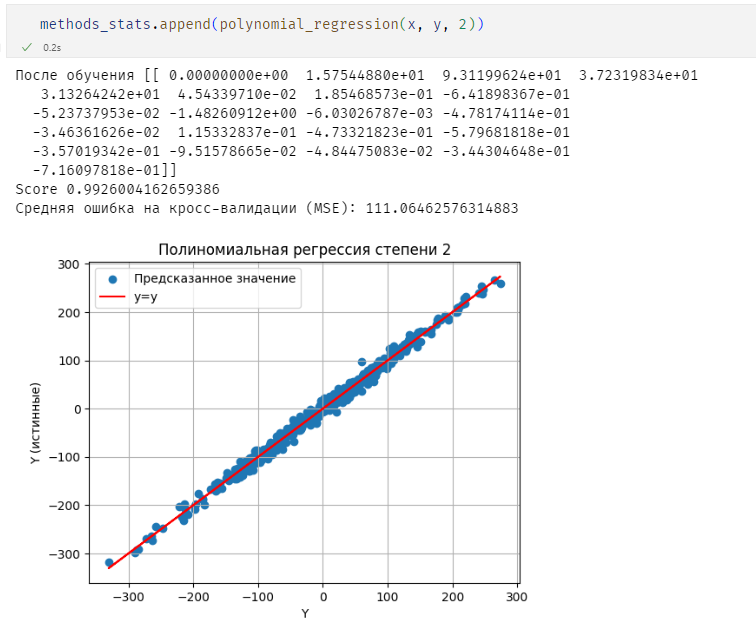 methods_stats.append(polynomial_regression(x, y, 2))
0.2s
После обучения [[ 0.00000000e+00 1.57544880e+01 9.31199624e+01 3.72319834e+01
3.13264242e+01 4.54339710e-02 1.85468573e-01 -6.41898367e-01
-5.23737953e-02 -1.48260912e+00 -6.03026787e-03 -4.78174114e-01
-3.46361626e-02 1.15332837e-01 -4.73321823e-01 -5.79681818e-01
-3.57019342e-01 -9.51578665e-02 -4.84475083e-02 -3.44304648e-01
-7.16097818e-01]]
Score 0.9926004162659386
Средняя ошибка на кросс-валидации (MSE): 111.06462576314883
Полиномиальная регрессия степени 2
Предсказанное значение
y=y
300
200
100
0
−100
−200
−300
Y (истинные)
−300 −200 −100 0 100 200 300
Y